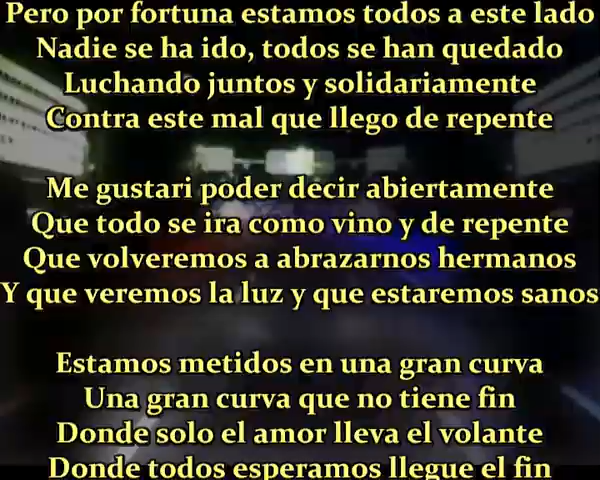 Pero por fortuna estamos todos a este lado
Nadie se ha ido, todos se han quedado
Luchando juntos y solidariamente
Contra este mal que llego de repente
Me gustari poder decir abiertamente
Que todo se ira como vino y de repente
Que volveremos a abrazarnos hermanos
Y que veremos la luz y que estaremos sanos
Estamos metidos en una gran curva
Una gran curva que no tiene fin
Donde solo el amor lleva el volante
Donde todos esperamos llegue el fin